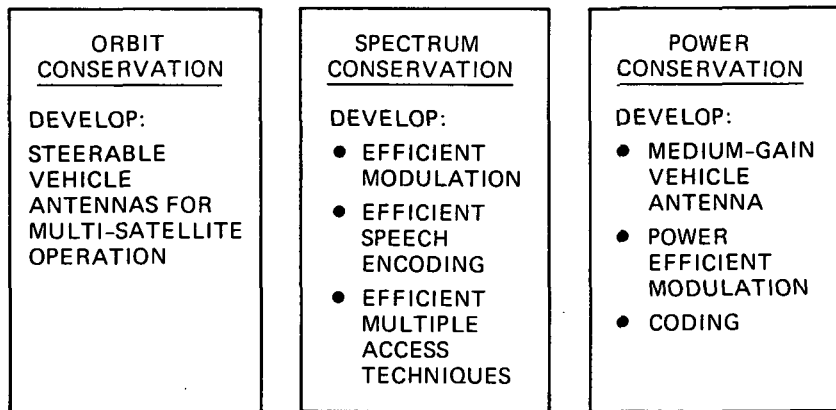 ORBIT
CONSERVATION
DEVELOP:
STEERABLE
VEHICLE
ANTENNAS FOR
MULTI-SATELLITE
OPERATION
SPECTRUM
CONSERVATION
DEVELOP:
● EFFICIENT
MODULATION
● EFFICIENT
SPEECH
ENCODING
● EFFICIENT
MULTIPLE
ACCESS
TECHNIQUES
POWER
CONSERVATION
DEVELOP:
● MEDIUM-GAIN
VEHICLE
ANTENNA
● POWER
EFFICIENT
MODULATION
● CODING